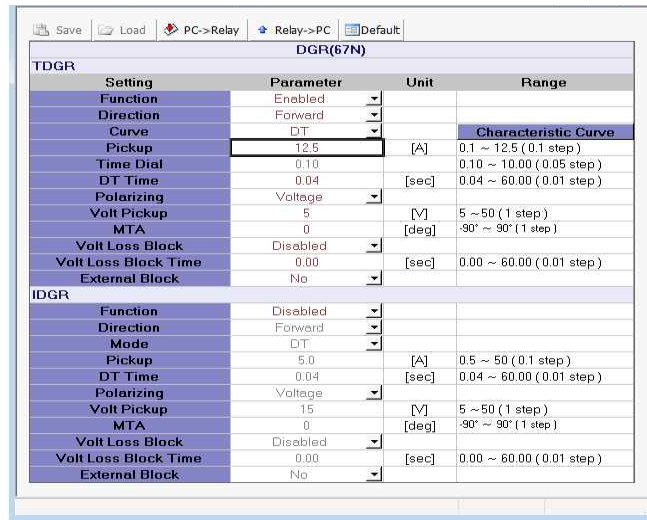 Save Load PC->Relay Relay->PC Default
DGR(67N)
TDGR
Setting Parameter Unit Range
Function Enabled
Direction Forward
Curve DT Characteristic Curve
Pickup 12.5 [A] 0.1 ~ 12.5 ( 0.1 step )
Time Dial 0.10 0.10 ~ 10.00 ( 0.05 step )
DT Time 0.04 [sec] 0.04 ~ 60.00 ( 0.01 step )
Polarizing Voltage
Volt Pickup 5 [V] 5 ~50 ( 1 step )
MTA 0 [deg] -90° ~ 90° ( 1 step )
Volt Loss Block Disabled
Volt Loss Block Time 0.00 [sec] 0.00 ~ 60.00 ( 0.01 step )
External Block No
IDGR
Function Disabled
Direction Forward
Mode DT
Pickup 5.0 [A] 0.5 ~ 50 ( 0.1 step )
DT Time 0.04 [sec] 0.04 ~ 60.00 ( 0.01 step )
Polarizing Voltage
Volt Pickup 15 [V] 5 ~50 ( 1 step )
MTA 0 [deg] -90° ~ 90° ( 1 step )
Volt Loss Block Disabled
Volt Loss Block Time 0.00 [sec] 0.00 ~ 60.00 ( 0.01 step )
External Block No